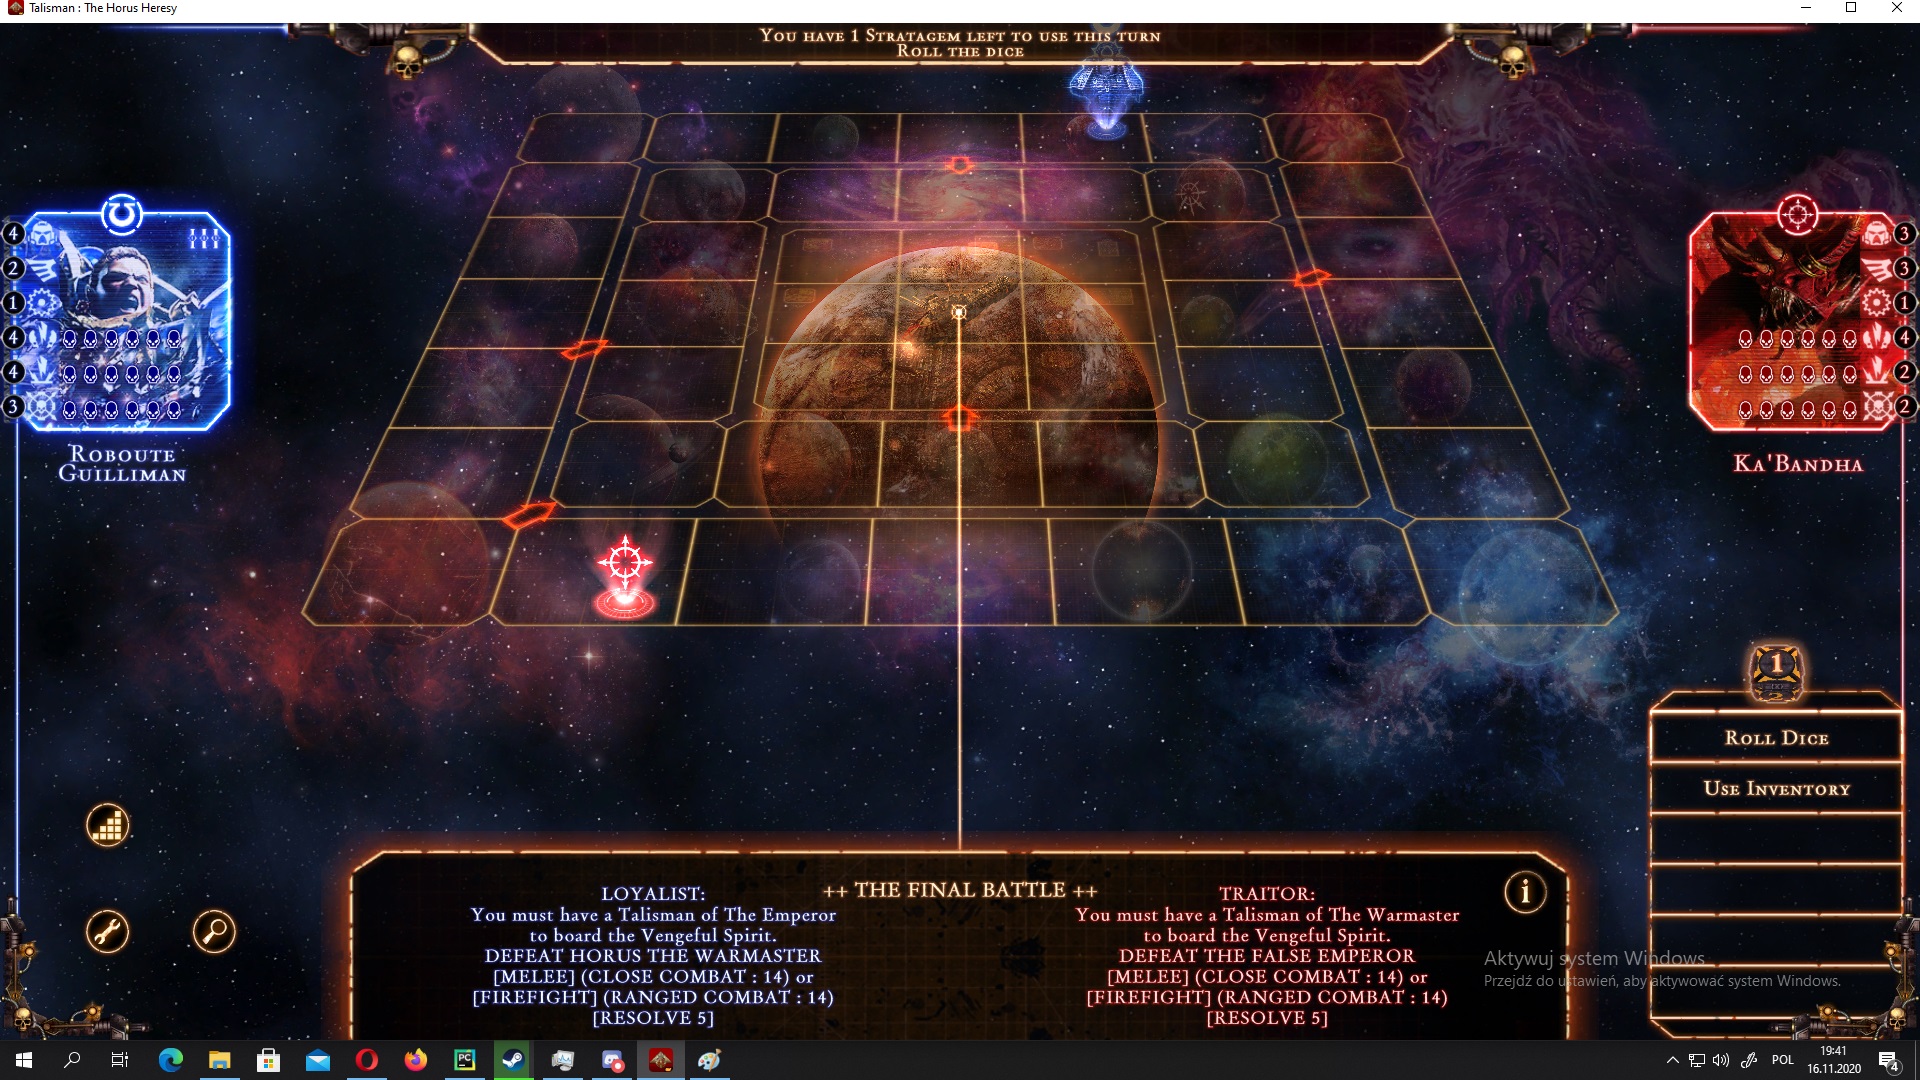 Talisman : The Horus Heresy
You have 1 Stratagem left to use this turn
Roll the dice
4
2
1
4
4
3
III
Roboute
Guilliman
3
3
1
4
2
2
Ka'Bandha
1
Roll Dice
Use Inventory
++ THE FINAL BATTLE ++
LOYALIST:
You must have a Talisman of The Emperor
to board the Vengeful Spirit.
DEFEAT HORUS THE WARMASTER
[MELEE] (CLOSE COMBAT : 14) or
[FIREFIGHT] (RANGED COMBAT : 14)
[RESOLVE 5]
TRAITOR:
You must have a Talisman of The Warmaster
to board the Vengeful Spirit.
DEFEAT THE FALSE EMPEROR
[MELEE] (CLOSE COMBAT : 14) or
[FIREFIGHT] (RANGED COMBAT : 14)
[RESOLVE 5]
i
Aktywuj system Windows
Przejdź do ustawień, aby aktywować system Windows.
PC
POL
19:41
16.11.2020
4